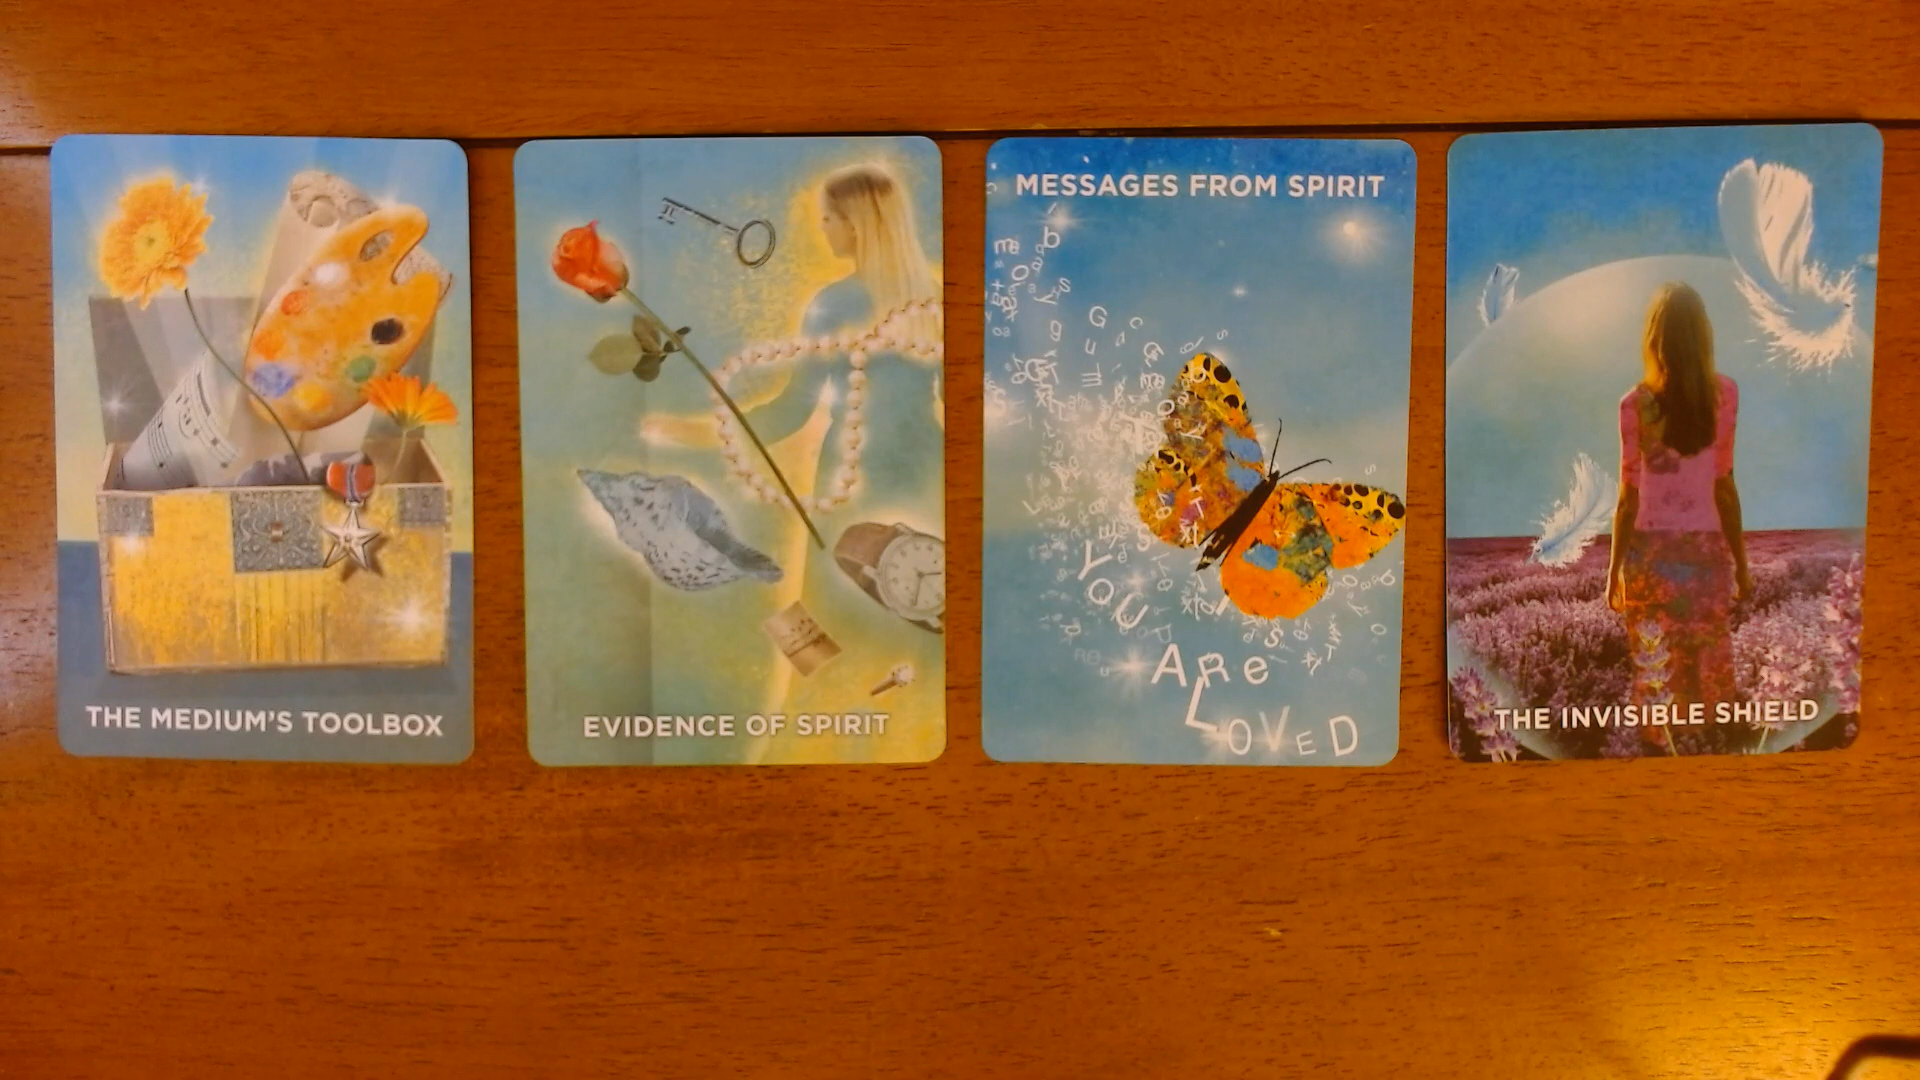 THE MEDIUM'S TOOLBOX
EVIDENCE OF SPIRIT
MESSAGES FROM SPIRIT
YOU
ARe
LOVED
THE INVISIBLE SHIELD